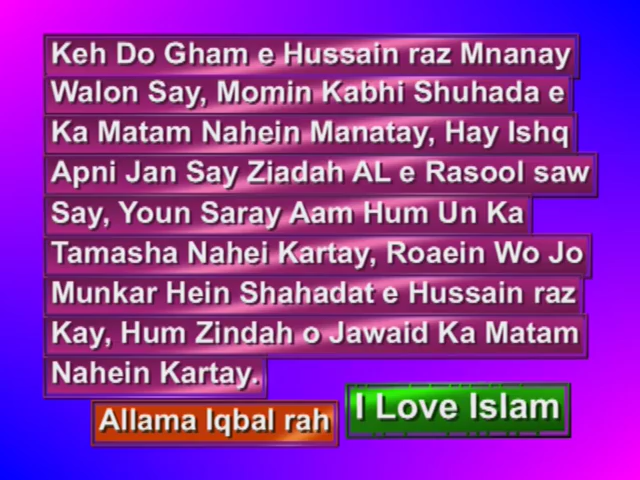 Keh Do Gham e Hussain raz Mnanay
Walon Say, Momin Kabhi Shuhada e
Ka Matam Nahein Manatay, Hay Ishq
Apni Jan Say Ziadah AL e Rasool saw
Say, Youn Saray Aam Hum Un Ka
Tamasha Nahei Kartay, Roaein Wo Jo
Munkar Hein Shahadat e Hussain raz
Kay, Hum Zindah o Jawaid Ka Matam
Nahein Kartay.
Allama Iqbal rah
I Love Islam